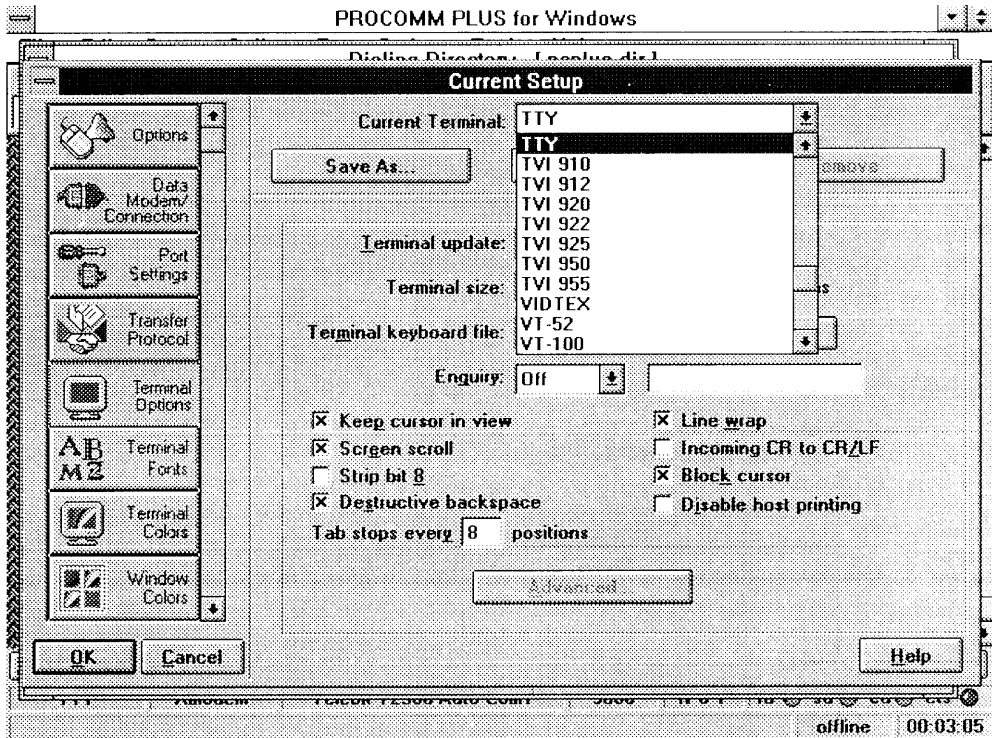 PROCOMM PLUS for Windows
Current Setup
Options
Data
Modem/
Connection
Port
Settings
Transfer
Protocol
Terminal
Options
Terminal
Fonts
Terminal
Colors
Window
Colors
Current Terminal: TTY
TTY
TVI 910
TVI 912
TVI 920
TVI 922
TVI 925
TVI 950
TVI 955
VIDTEX
VT-52
VT-100
Save As...
Terminal update:
Terminal size:
Terminal keyboard file:
Enquiry: Off
Keep cursor in view
Screen scroll
Strip bit 8
Destructive backspace
Tab stops every 8 positions
Line wrap
Incoming CR to CR/LF
Block cursor
Disable host printing
Advanced...
OK
Cancel
Help
offline 00:03:05